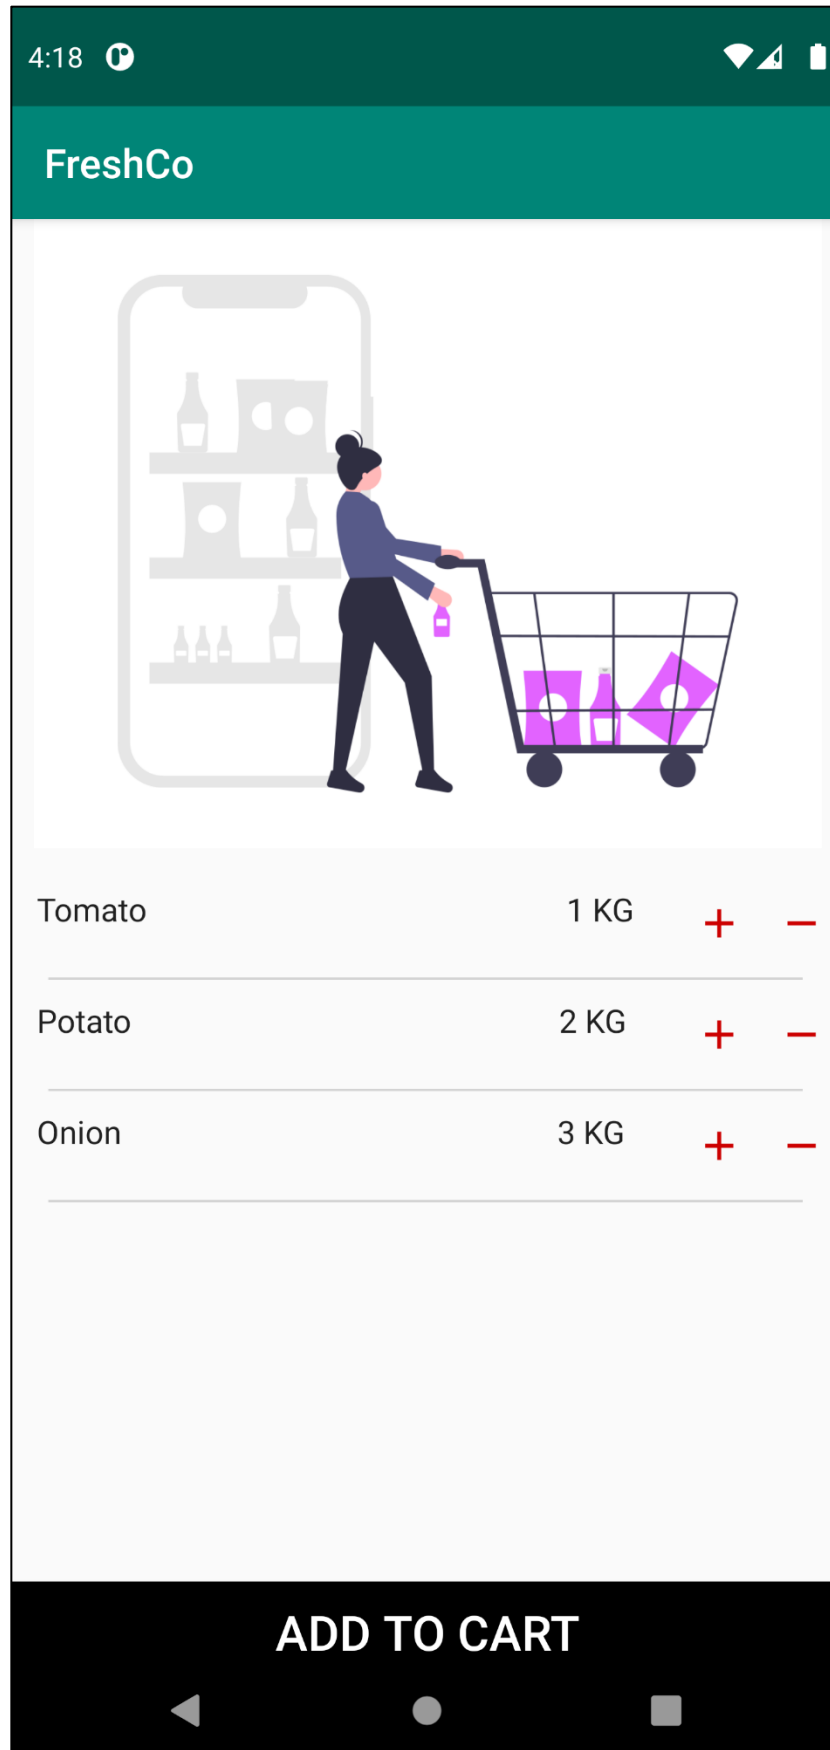 4:18
FreshCo
Tomato 1 KG + −
Potato 2 KG + −
Onion 3 KG + −
ADD TO CART